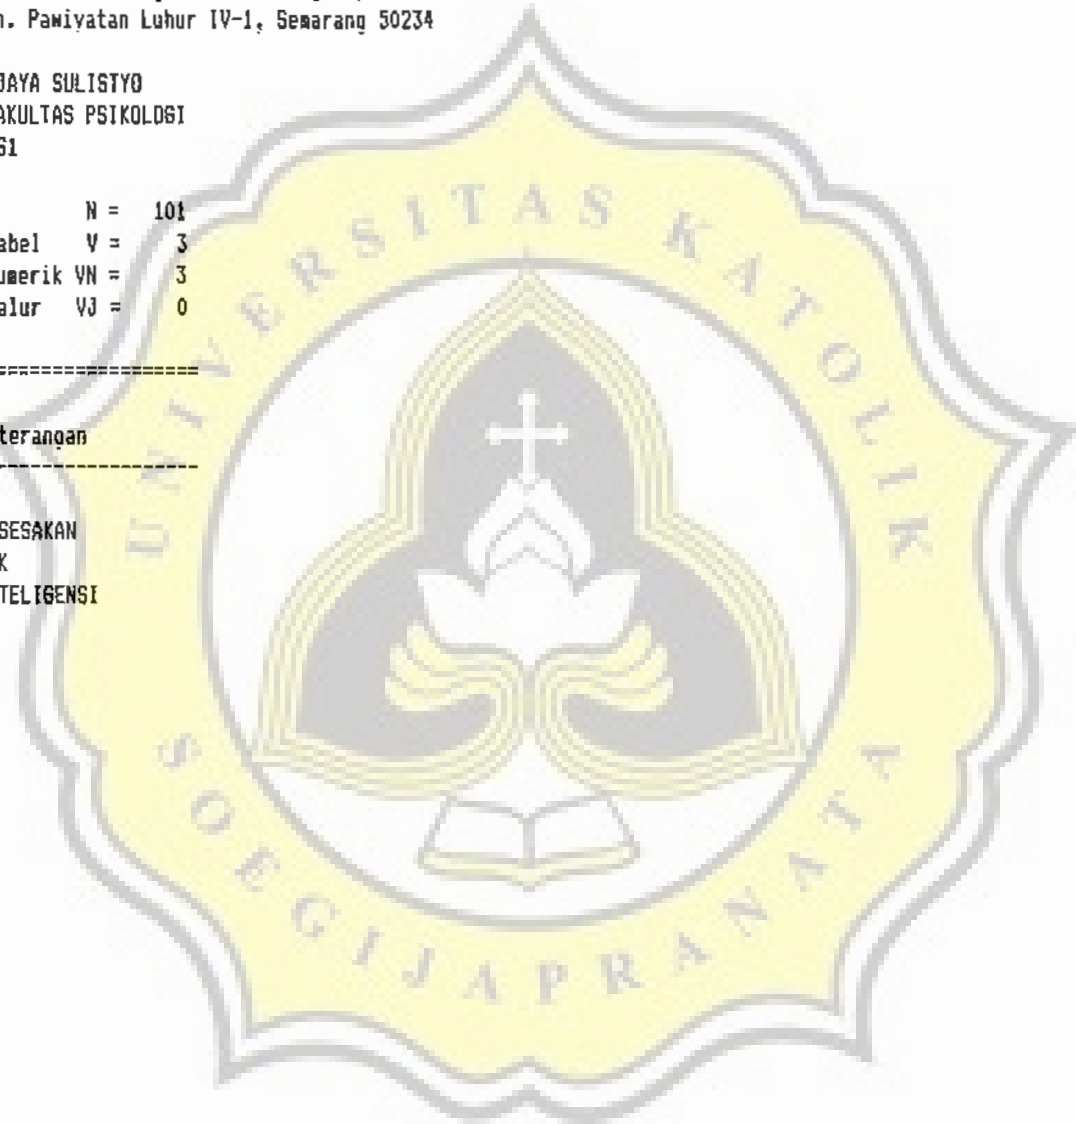 n. Pawiyatan Luhur IV-1, Semarang 50234
JAYA SULISTYO
AKULTAS PSIKOLOGI
61
N = 101
abel V = 3
umerik VN = 3
alur VJ = 0
===================
terangan
-------------------
SESAKAN
K
TELIGENSI
UNIVERSITAS KATOLIK
SOEGIJAPRANATA